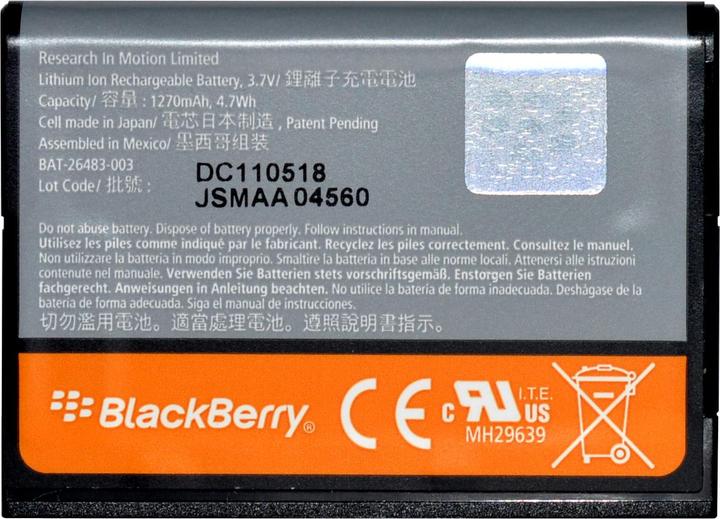 Research In Motion Limited
Lithium Ion Rechargeable Battery, 3.7V/ 鋰離子充電電池
Capacity/ 容量 : 1270mAh, 4.7Wh
Cell made in Japan/ 電芯日本制造 , Patent Pending
Assembled in Mexico/ 墨西哥组装
BAT-26483-003
Lot Code/ 批號 :
DC110518
JSMAA 04560
Do not abuse battery. Dispose of battery properly. Follow instructions in manual.
Utilisez les piles comme indiqué par le fabricant. Recyclez les piles correctement. Consultez le manuel.
Non utilizzare la batteria in modo improprio. Smaltire la batteria in base alle norme locali. Attenersi alle istruzioni
contenute nel manuale. Verwenden Sie Batterien stets vorschriftsgemäß. Enstorgen Sie Batterien
fachgerecht. Anweisungen in Anleitung beachten. No utilice la batería de forma inadecuada. Deshágase de la
batería de forma adecuada. Siga el manual de instrucciones.
切勿濫用電池。適當處理電池。遵照說明書指示。
BlackBerry®
CE
c RU US
I.T.E.
MH29639